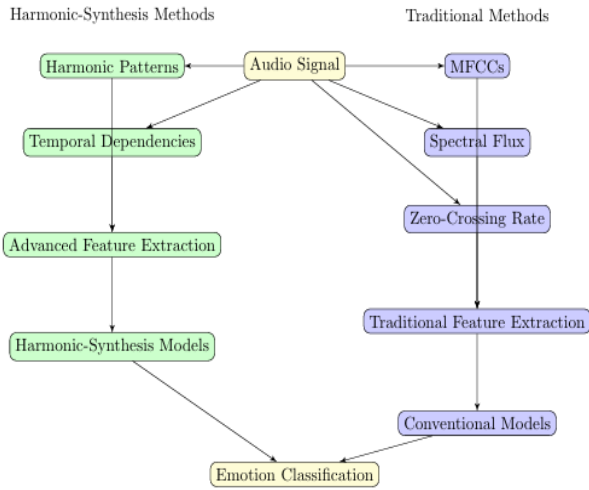 Harmonic-Synthesis Methods
Traditional Methods
Harmonic Patterns
Audio Signal
MFCCs
Temporal Dependencies
Spectral Flux
Zero-Crossing Rate
Advanced Feature Extraction
Traditional Feature Extraction
Harmonic-Synthesis Models
Conventional Models
Emotion Classification